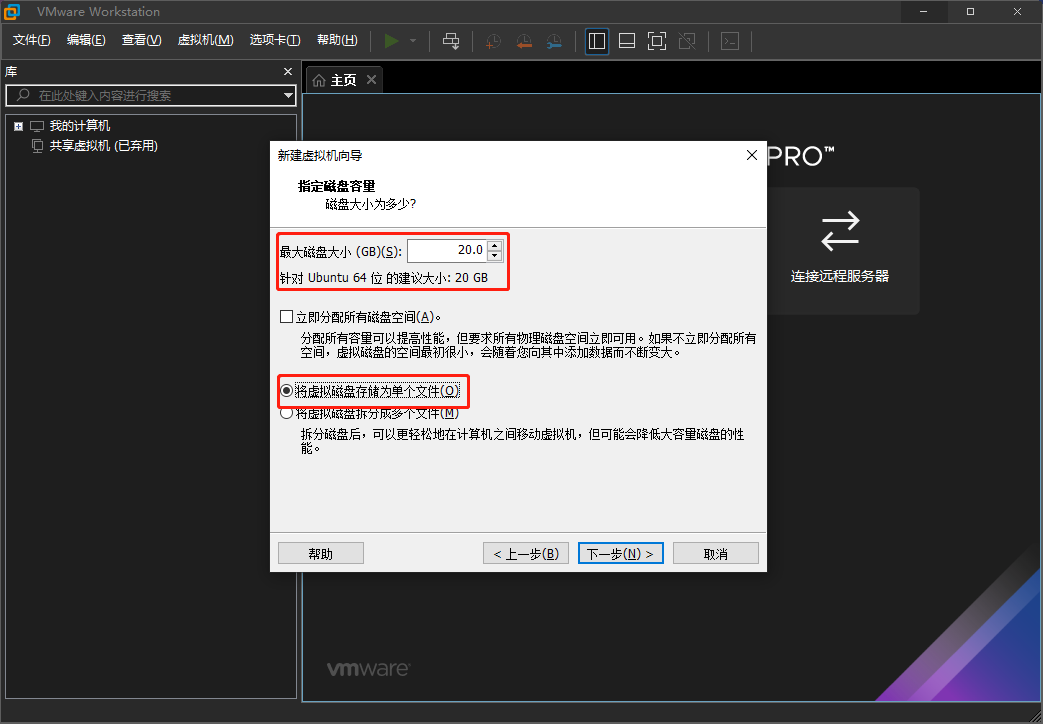 VMware Workstation
文件(F) 编辑(E) 查看(V) 虚拟机(M) 选项卡(T) 帮助(H)
库
主页
在此处键入内容进行搜索
我的计算机
共享虚拟机 (已弃用)
PRO™
连接远程服务器
新建虚拟机向导
指定磁盘容量
磁盘大小为多少?
最大磁盘大小 (GB)(S): 20.0
针对 Ubuntu 64 位 的建议大小: 20 GB
立即分配所有磁盘空间(A)。
分配所有容量可以提高性能，但要求所有物理磁盘空间立即可用。如果不立即分配所有
空间，虚拟磁盘的空间最初很小，会随着您向其中添加数据而不断变大。
将虚拟磁盘存储为单个文件(O)
将虚拟磁盘拆分成多个文件(M)
拆分磁盘后，可以更轻松地在计算机之间移动虚拟机，但可能会降低大容量磁盘的性
能。
帮助 < 上一步(B) 下一步(N) > 取消
vmware